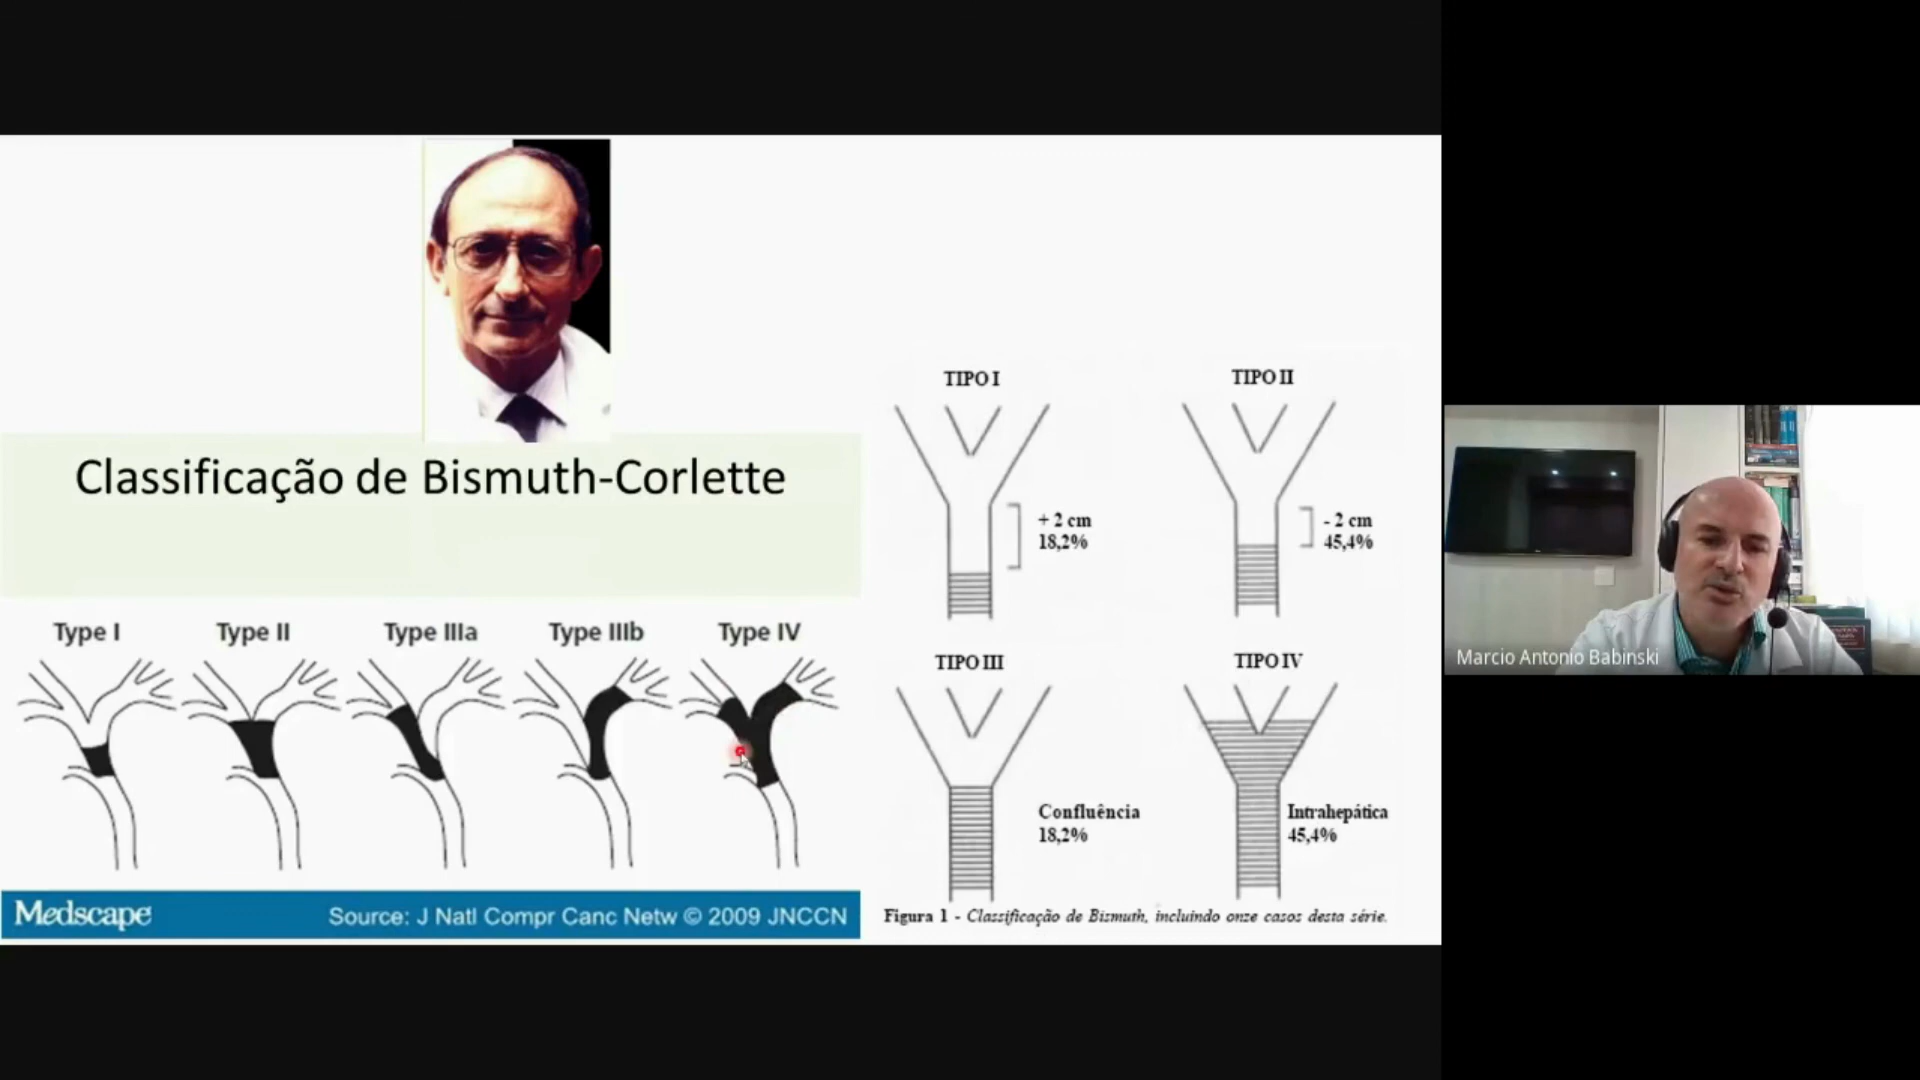 Classificação de Bismuth-Corlette
Type I
Type II
Type IIIa
Type IIIb
Type IV
Medscape
Source: J Natl Compr Canc Netw © 2009 JNCCN
TIPO I
+ 2 cm
18,2%
TIPO II
- 2 cm
45,4%
TIPO III
Confluência
18,2%
TIPO IV
Intrahepática
45,4%
Figura 1 - Classificação de Bismuth, incluindo onze casos desta série.
Marcio Antonio Babinski